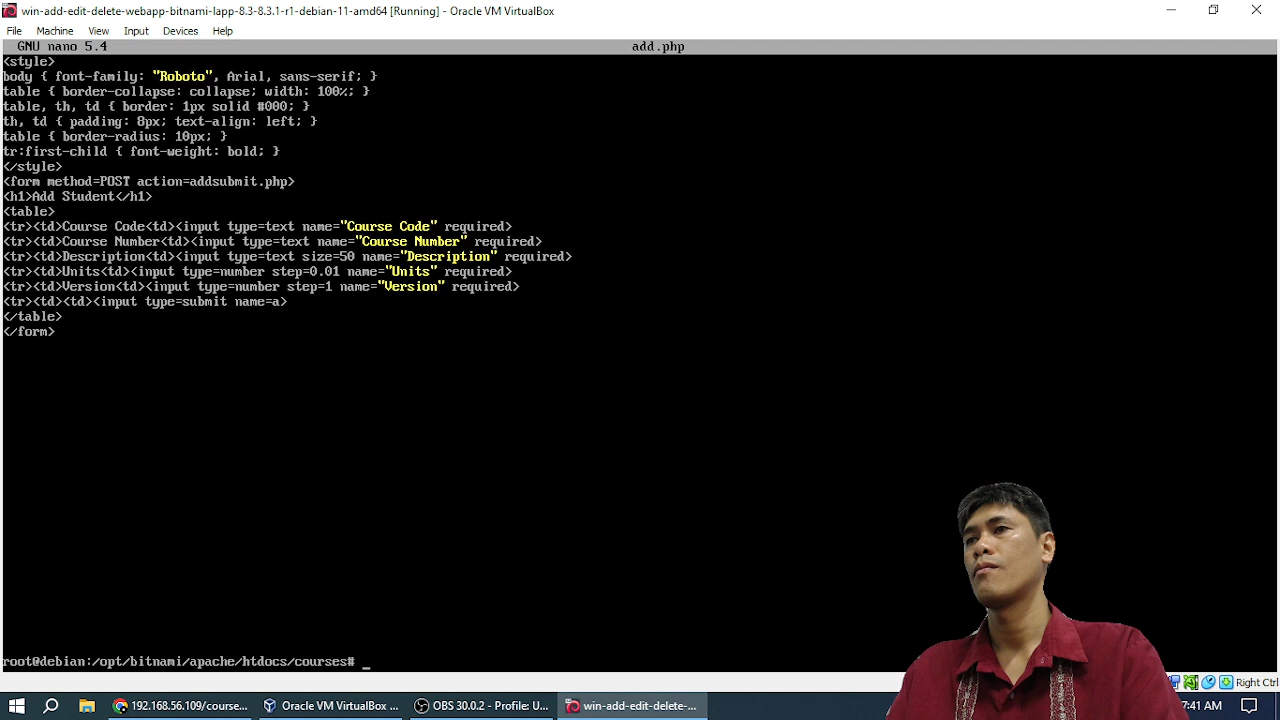 win-add-edit-delete-webapp-bitnami-lapp-8.3-8.3.1-r1-debian-11-amd64 [Running] - Oracle VM VirtualBox
File Machine View Input Devices Help
GNU nano 5.4 add.php
<style>
body { font-family: "Roboto", Arial, sans-serif; }
table { border-collapse: collapse; width: 100%; }
table, th, td { border: 1px solid #000; }
th, td { padding: 8px; text-align: left; }
table { border-radius: 10px; }
tr:first-child { font-weight: bold; }
</style>
<form method=POST action=addsubmit.php>
<h1>Add Student</h1>
<table>
<tr><td>Course Code<td><input type=text name="Course Code" required>
<tr><td>Course Number<td><input type=text name="Course Number" required>
<tr><td>Description<td><input type=text size=50 name="Description" required>
<tr><td>Units<td><input type=number step=0.01 name="Units" required>
<tr><td>Version<td><input type=number step=1 name="Version" required>
<tr><td><td><input type=submit name=a>
</table>
</form>
root@debian:/opt/bitnami/apache/htdocs/courses# _
Right Ctrl
192.168.56.109/course... Oracle VM VirtualBox ... OBS 30.0.2 - Profile: U... win-add-edit-delete-... :41 AM